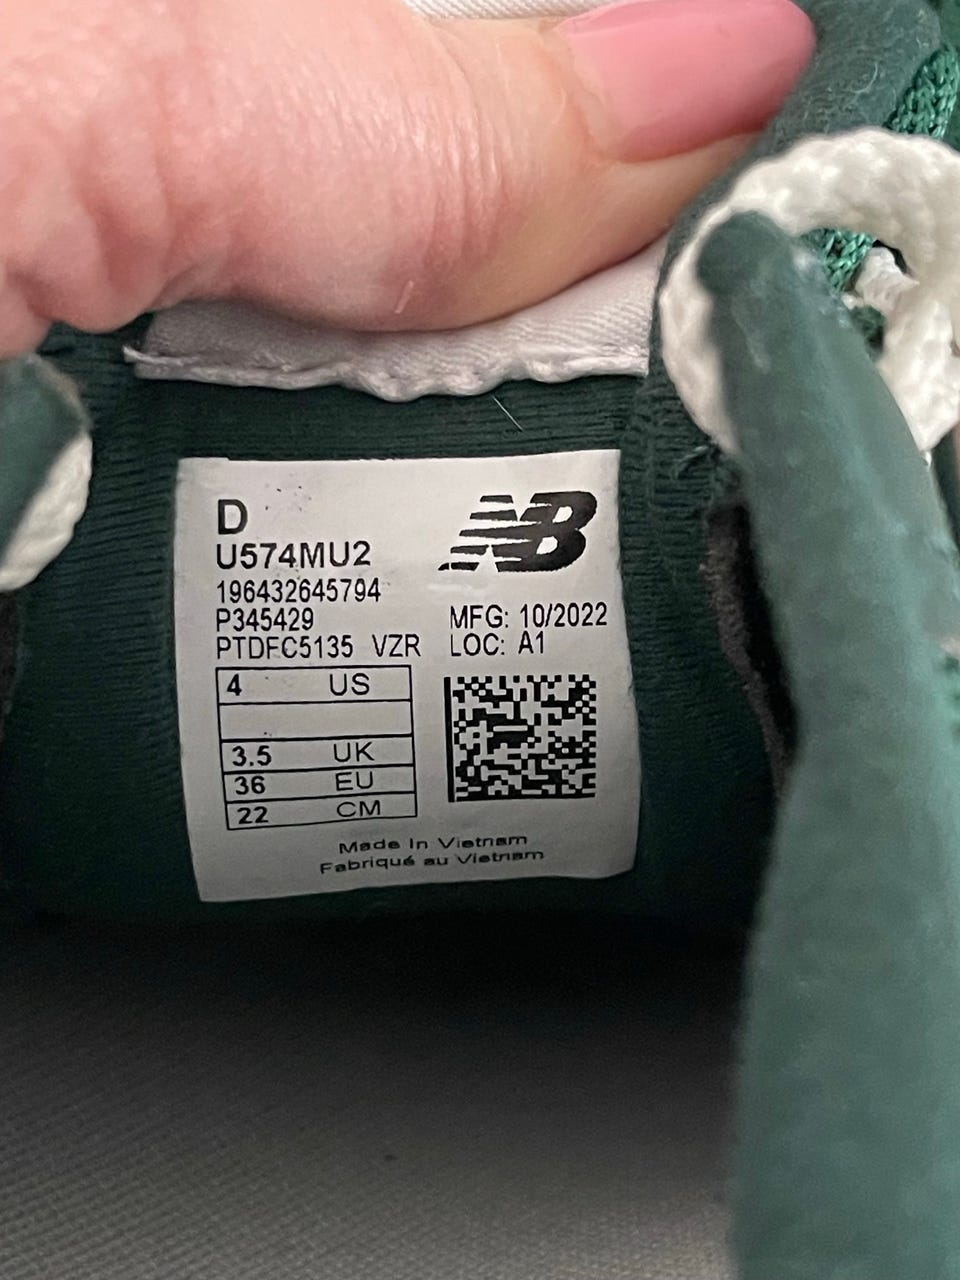 D
NB
U574MU2
196432645794
P345429
MFG: 10/2022
PTDFC5135 VZR
LOC: A1
4 US
3.5 UK
36 EU
22 CM
Made In Vietnam
Fabriqué au Vietnam